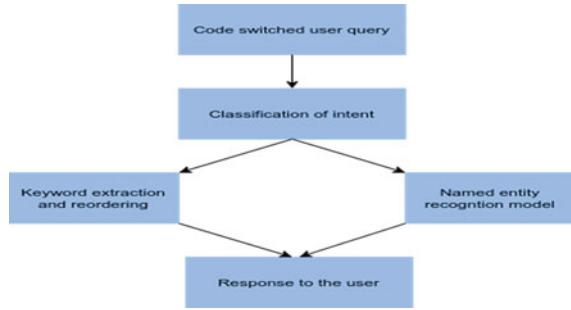 Code switched user query
Classification of intent
Keyword extraction
and reordering
Named entity
recogntion model
Response to the user